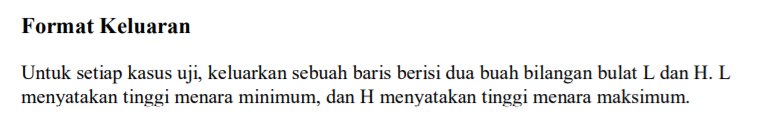 Format Keluaran
Untuk setiap kasus uji, keluarkan sebuah baris berisi dua buah bilangan bulat L dan H. L
menyatakan tinggi menara minimum, dan H menyatakan tinggi menara maksimum.